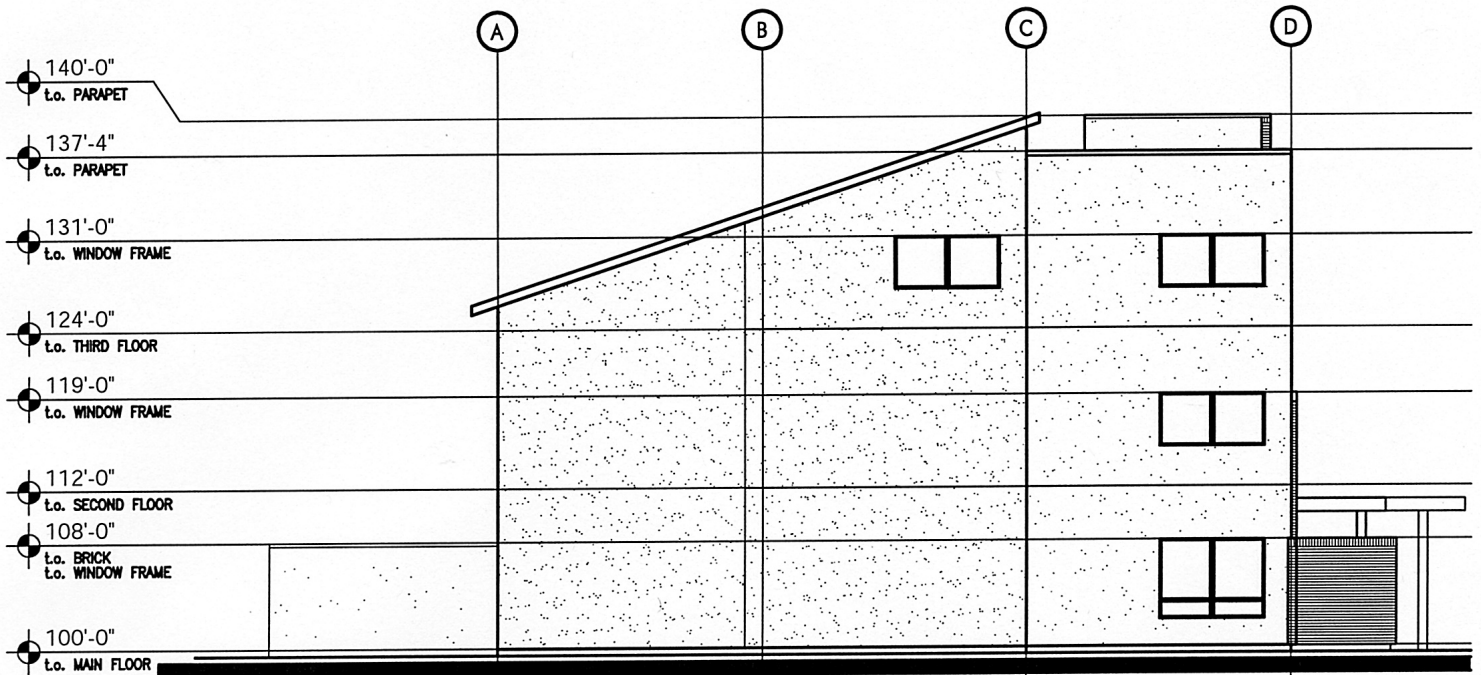 A B C D
140'-0"
t.o. PARAPET
137'-4"
t.o. PARAPET
131'-0"
t.o. WINDOW FRAME
124'-0"
t.o. THIRD FLOOR
119'-0"
t.o. WINDOW FRAME
112'-0"
t.o. SECOND FLOOR
108'-0"
t.o. BRICK
t.o. WINDOW FRAME
100'-0"
t.o. MAIN FLOOR